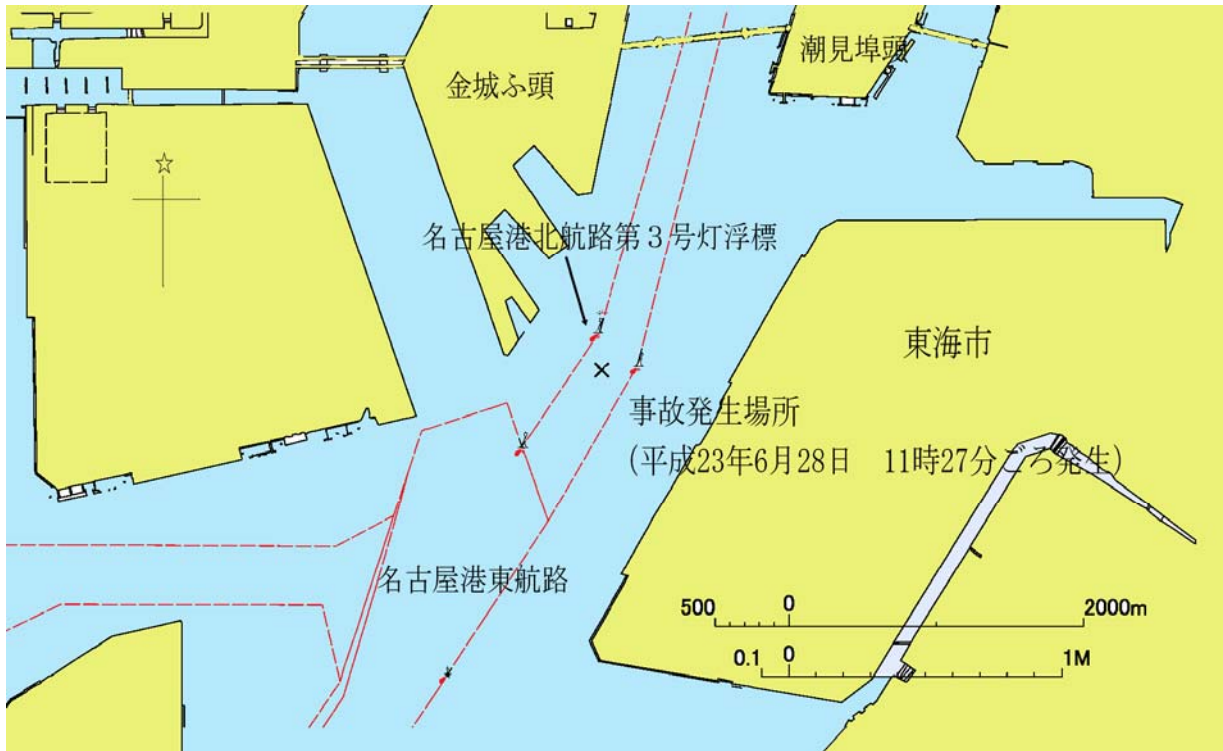 潮見埠頭
金城ふ頭
名古屋港北航路第３号灯浮標
東海市
事故発生場所
(平成23年6月28日　11時27分ごろ発生)
名古屋港東航路
500 0 2000m
0.1 0 1M